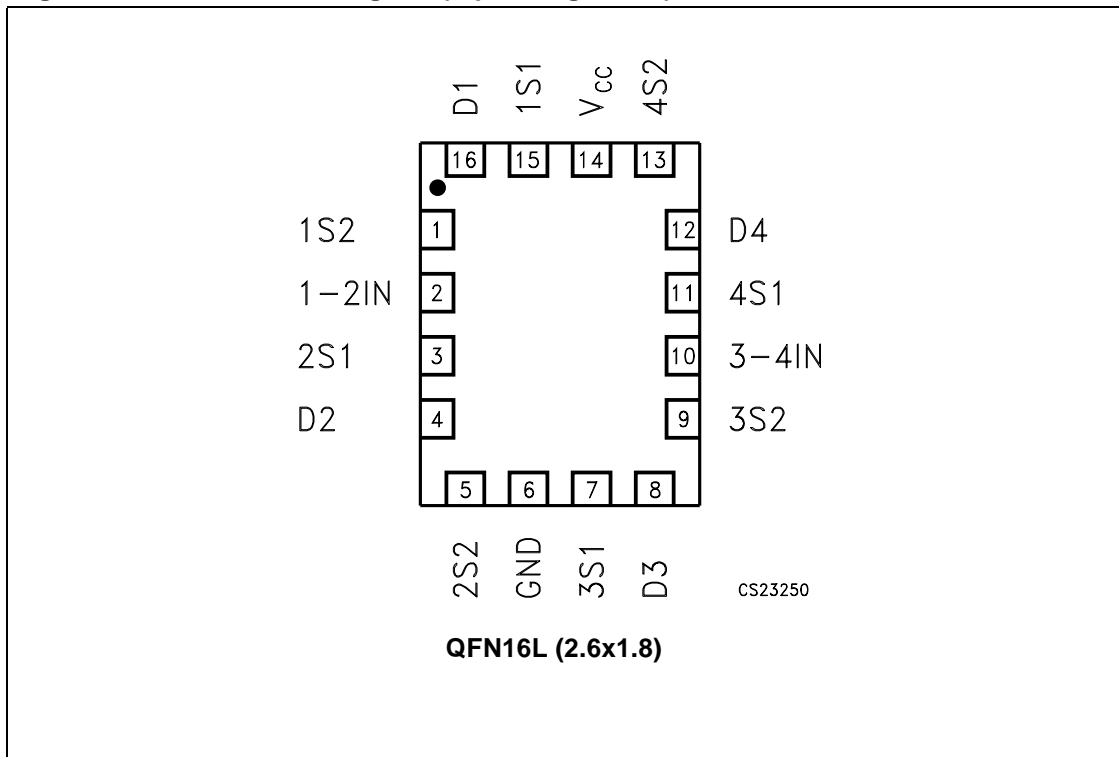 D1 1S1 VCC 4S2
16 15 14 13
1S2 1 12 D4
1-2IN 2 11 4S1
2S1 3 10 3-4IN
D2 4 9 3S2
5 6 7 8
2S2 GND 3S1 D3
CS23250
QFN16L (2.6x1.8)